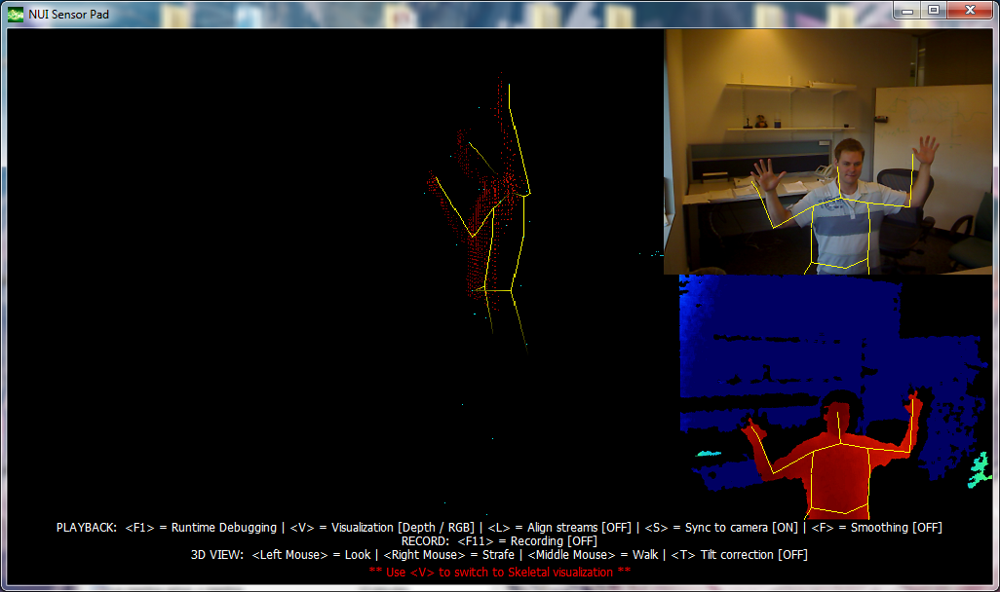 NUI Sensor Pad
PLAYBACK: <F1> = Runtime Debugging | <V> = Visualization [Depth / RGB] | <L> = Align streams [OFF] | <S> = Sync to camera [ON] | <F> = Smoothing [OFF]
RECORD: <F11> = Recording [OFF]
3D VIEW: <Left Mouse> = Look | <Right Mouse> = Strafe | <Middle Mouse> = Walk | <T> Tilt correction [OFF]
** Use <V> to switch to Skeletal visualization **